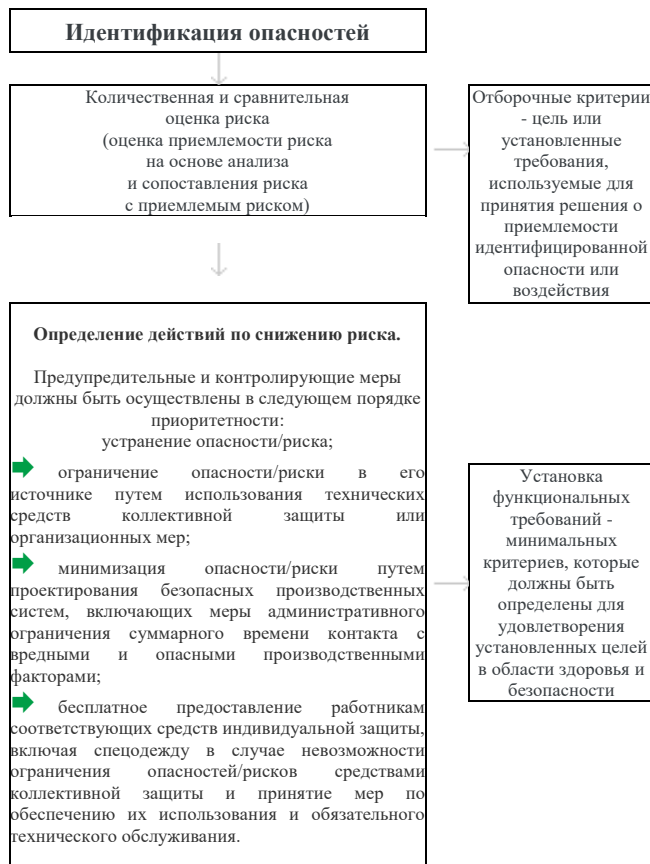 Идентификация опасностей
Количественная и сравнительная
оценка риска
(оценка приемлемости риска
на основе анализа
и сопоставления риска
с приемлемым риском)
Отборочные критерии
- цель или
установленные
требования,
используемые для
принятия решения о
приемлемости
идентифицированной
опасности или
воздействия
Определение действий по снижению риска.
Предупредительные и контролирующие меры
должны быть осуществлены в следующем порядке
приоритетности:
устранение опасности/риска;
ограничение опасности/риски в его
источнике путем использования технических
средств коллективной защиты или
организационных мер;
минимизация опасности/риски путем
проектирования безопасных производственных
систем, включающих меры административного
ограничения суммарного времени контакта с
вредными и опасными производственными
факторами;
бесплатное предоставление работникам
соответствующих средств индивидуальной защиты,
включая спецодежду в случае невозможности
ограничения опасностей/рисков средствами
коллективной защиты и принятие мер по
обеспечению их использования и обязательного
технического обслуживания.
Установка
функциональных
требований -
минимальных
критериев, которые
должны быть
определены для
удовлетворения
установленных целей
в области здоровья и
безопасности